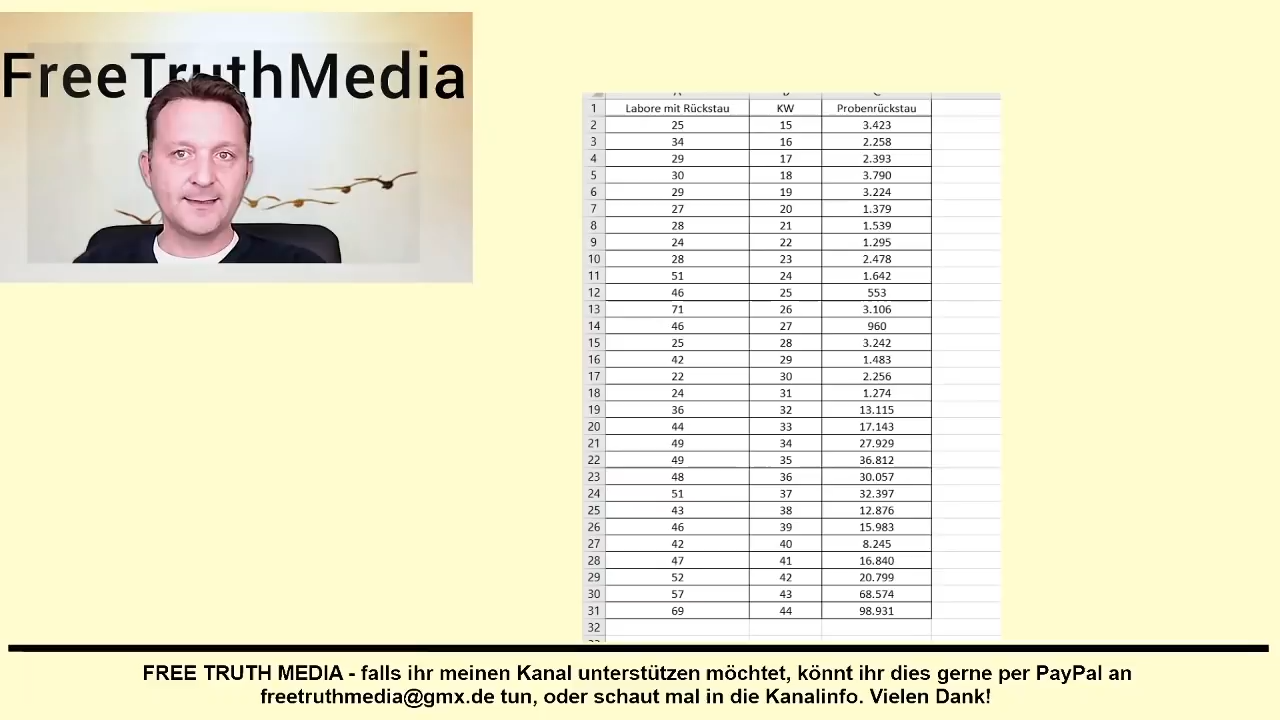 FreeTruthMedia
1 Labore mit Rückstau KW Probenrückstau
2 25 15 3.423
3 34 16 2.258
4 29 17 2.393
5 30 18 3.790
6 29 19 3.224
7 27 20 1.379
8 28 21 1.539
9 24 22 1.295
10 28 23 2.478
11 51 24 1.642
12 46 25 553
13 71 26 3.106
14 46 27 960
15 25 28 3.242
16 42 29 1.483
17 22 30 2.256
18 24 31 1.274
19 36 32 13.115
20 44 33 17.143
21 49 34 27.929
22 49 35 36.812
23 48 36 30.057
24 51 37 32.397
25 43 38 12.876
26 46 39 15.983
27 42 40 8.245
28 47 41 16.840
29 52 42 20.799
30 57 43 68.574
31 69 44 98.931
32
FREE TRUTH MEDIA - falls ihr meinen Kanal unterstützen möchtet, könnt ihr dies gerne per PayPal an
freetruthmedia@gmx.de tun, oder schaut mal in die Kanalinfo. Vielen Dank!